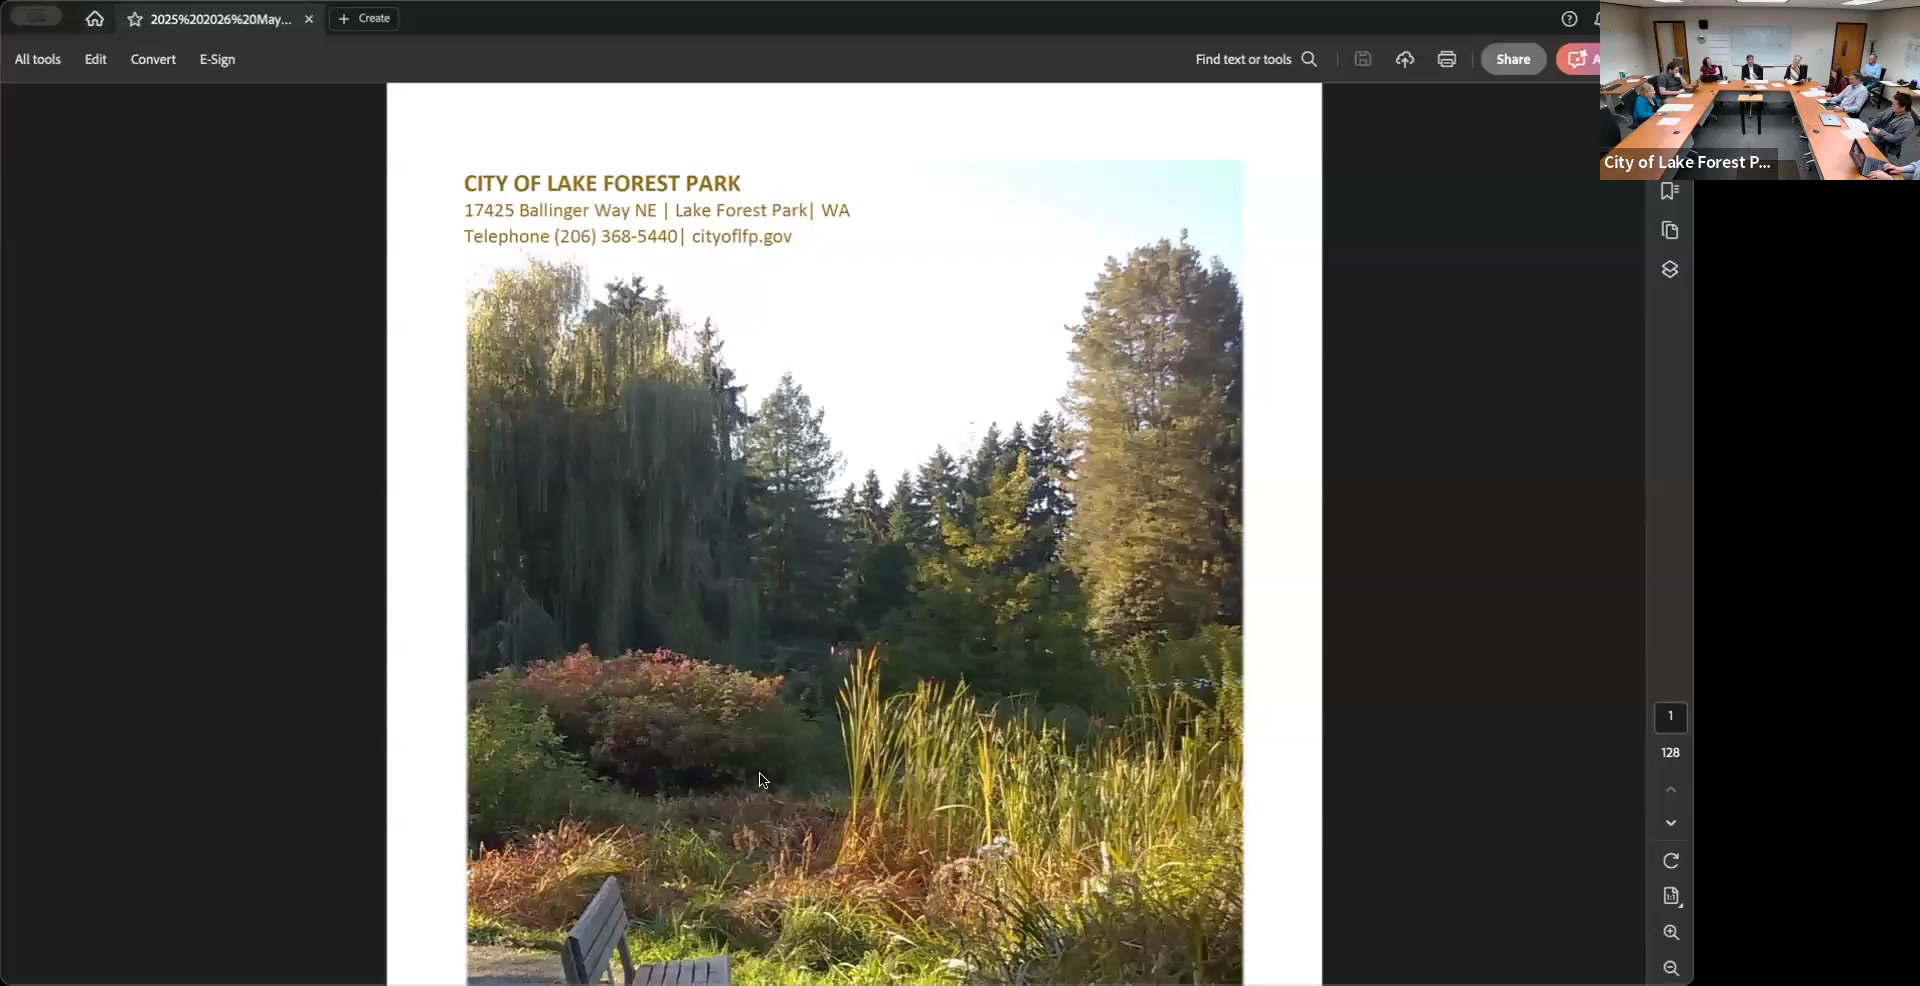 2025%202026%20May...
Create
All tools
Edit
Convert
E-Sign
Find text or tools
Share
City of Lake Forest P...
CITY OF LAKE FOREST PARK
17425 Ballinger Way NE | Lake Forest Park| WA
Telephone (206) 368-5440| cityoflfp.gov
1
128